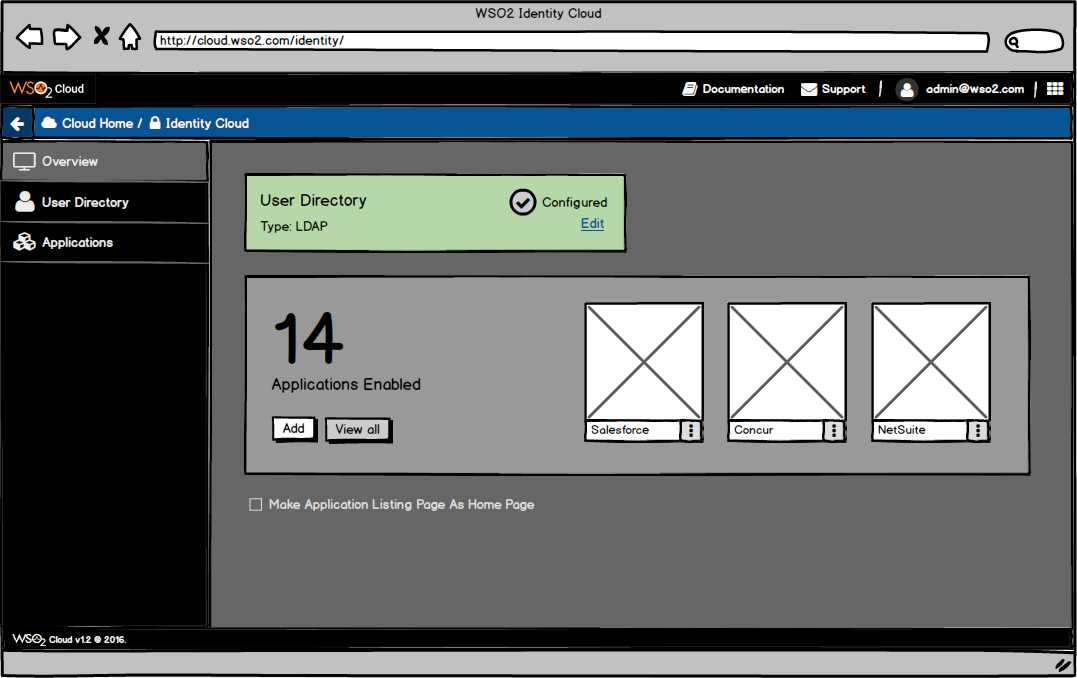 WSO2 Identity Cloud
http://cloud.wso2.com/identity/
WSO2 Cloud
Documentation
Support
admin@wso2.com
Cloud Home / Identity Cloud
Overview
User Directory
Applications
User Directory
Configured
Type: LDAP
Edit
14
Applications Enabled
Add
View all
Salesforce
Concur
NetSuite
Make Application Listing Page As Home Page
WSO2 Cloud v1.2 © 2016.